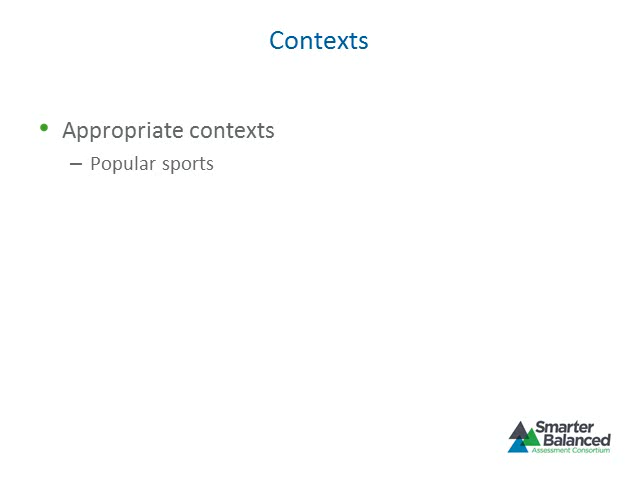 Contexts
• Appropriate contexts
– Popular sports
Smarter
Balanced
Assessment Consortium